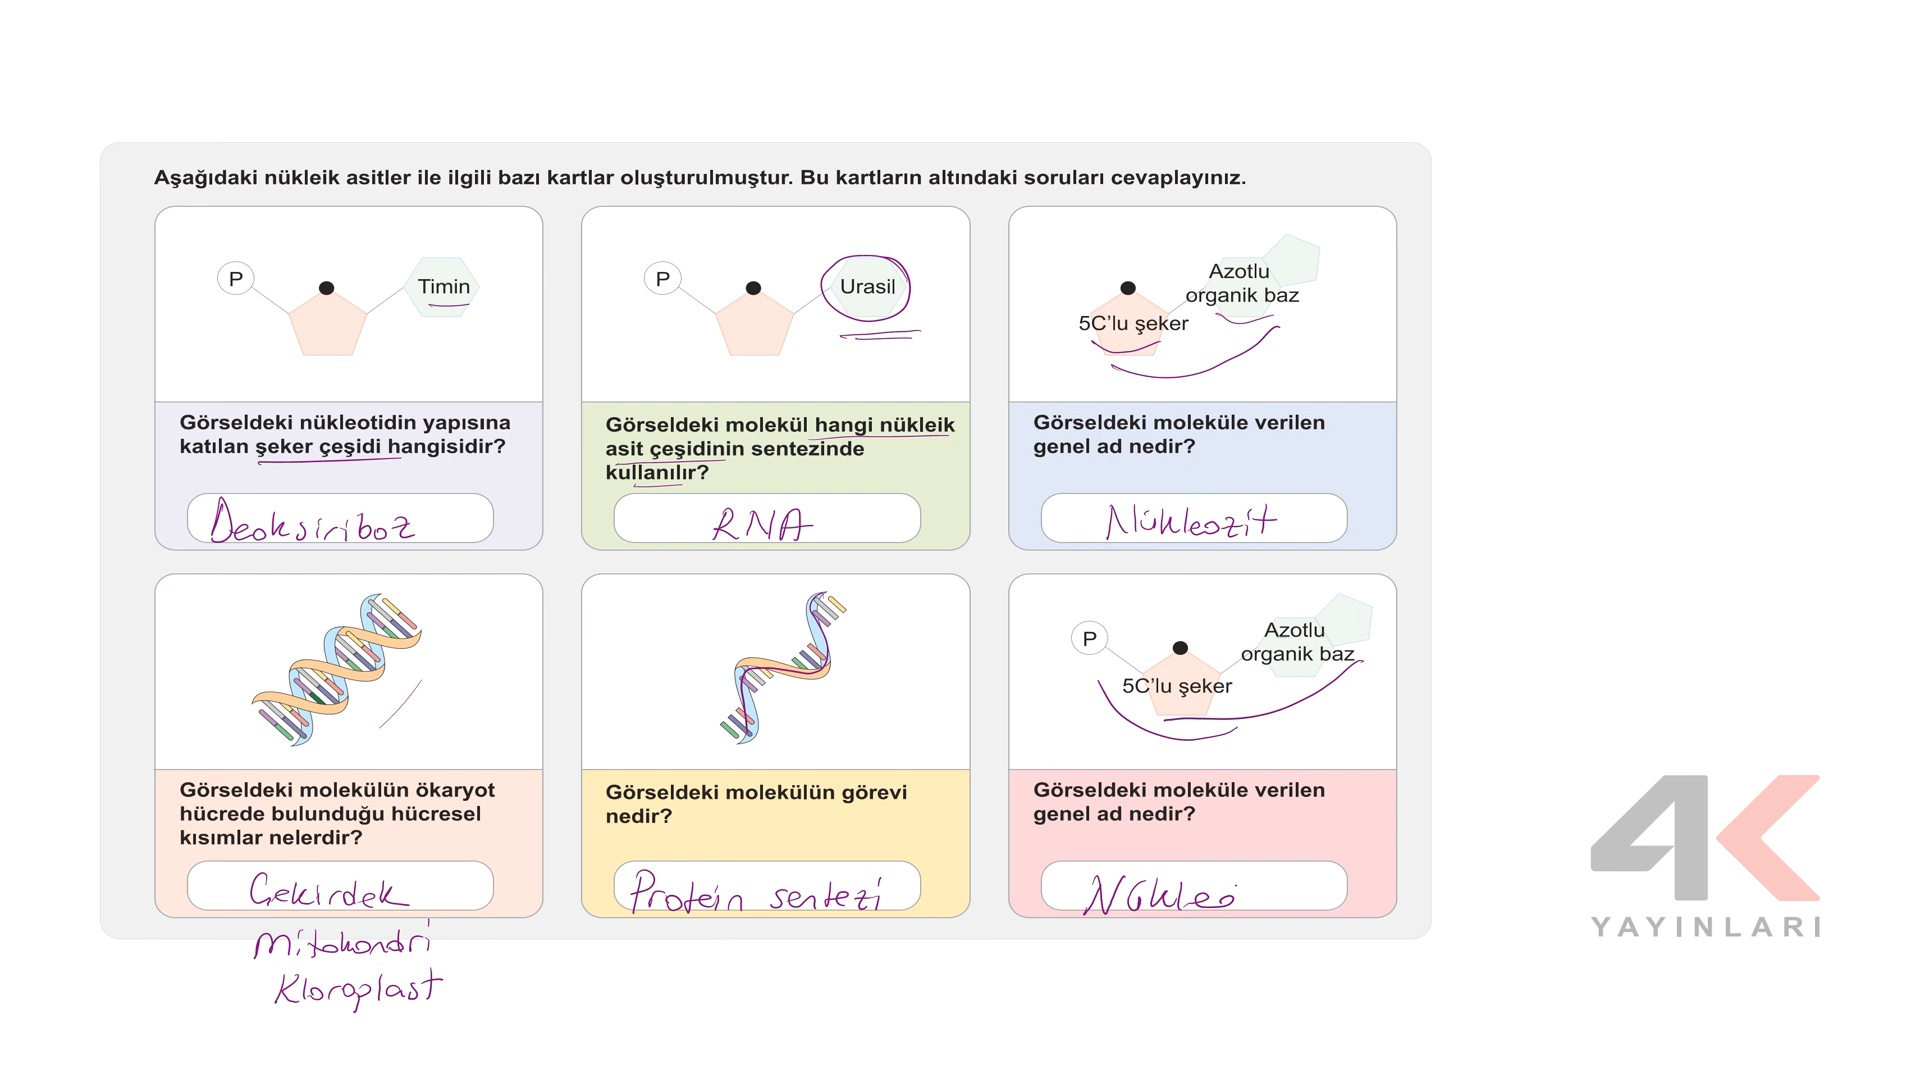 Aşağıdaki nükleik asitler ile ilgili bazı kartlar oluşturulmuştur. Bu kartların altındaki soruları cevaplayınız.
P
Timin
Görseldeki nükleotidin yapısına
katılan şeker çeşidi hangisidir?
Deoksiriboz
P
Urasil
Görseldeki molekül hangi nükleik
asit çeşidinin sentezinde
kullanılır?
RNA
Azotlu
organik baz
5C'lu şeker
Görseldeki moleküle verilen
genel ad nedir?
Nükleozit
Görseldeki molekülün ökaryot
hücrede bulunduğu hücresel
kısımlar nelerdir?
Çekirdek
Mitokondri
Kloroplast
Görseldeki molekülün görevi
nedir?
Protein sentezi
P
Azotlu
organik baz
5C'lu şeker
Görseldeki moleküle verilen
genel ad nedir?
Nükleo
4K
YAYINLARI